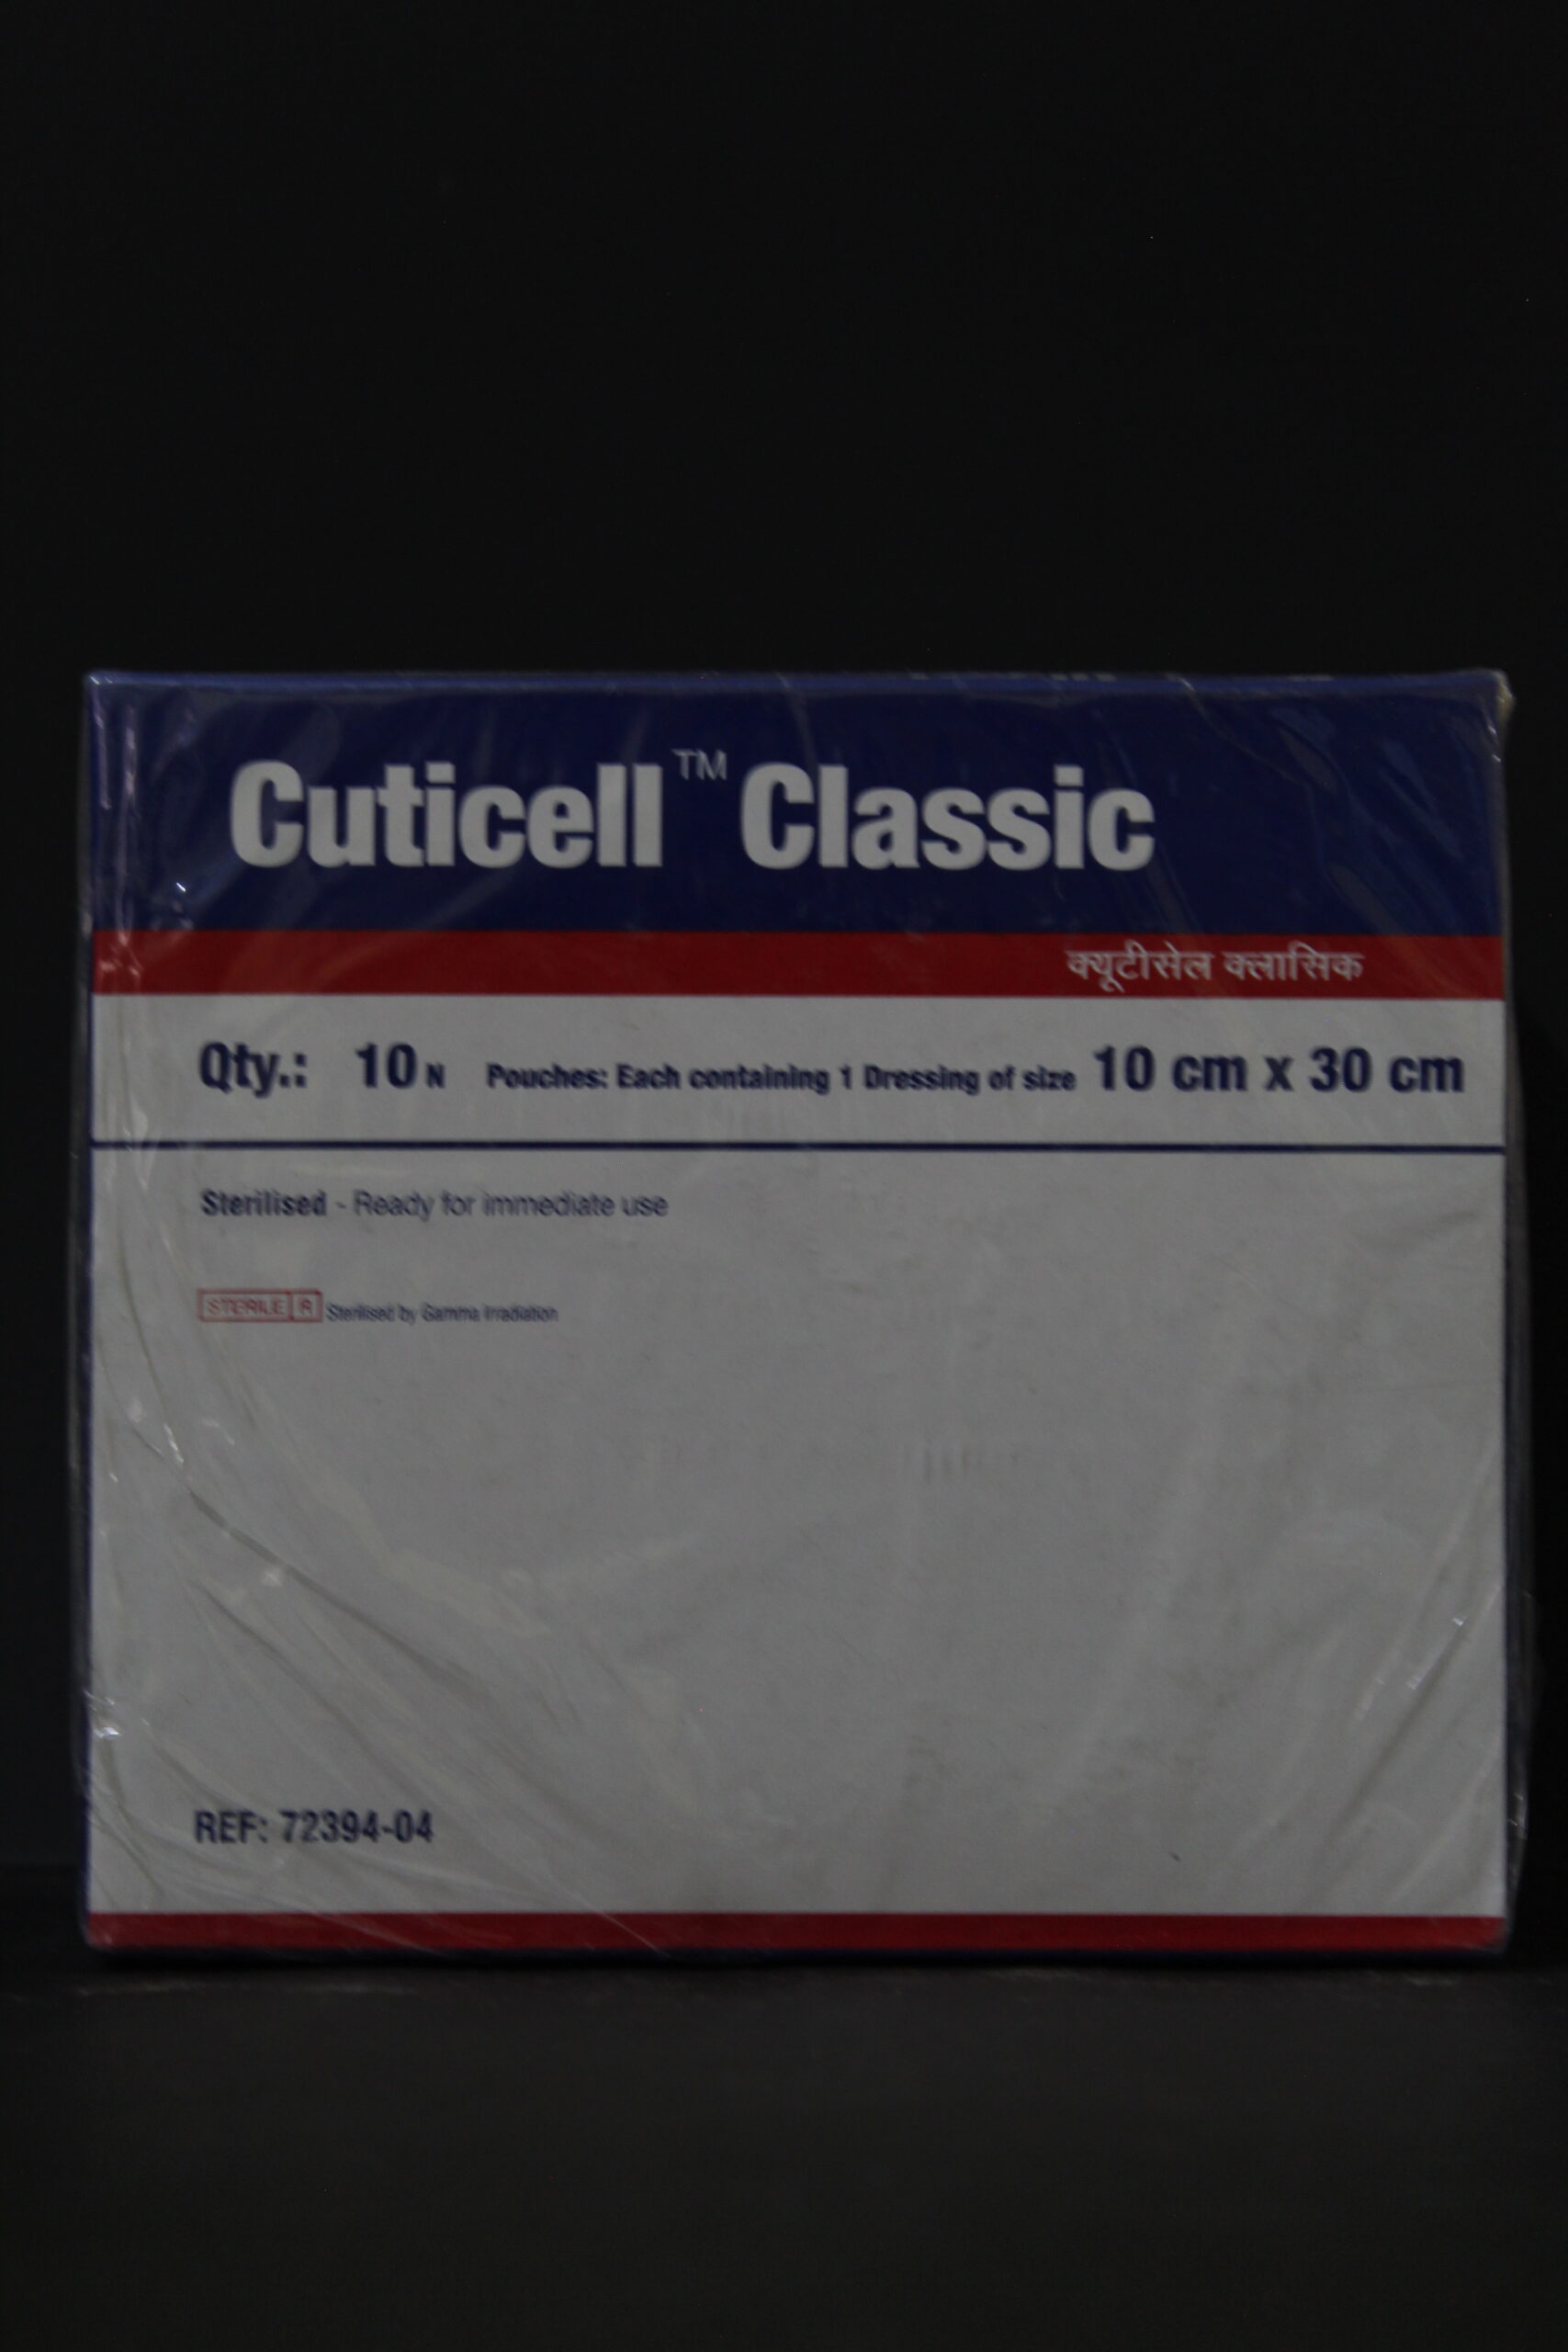 Cuticell™ Classic
क्यूटीसेल क्लासिक
Qty.: 10 N Pouches: Each containing 1 Dressing of size 10 cm x 30 cm
Sterilised - Ready for immediate use
STERILE R Sterilised by Gamma Irradiation
REF: 72394-04